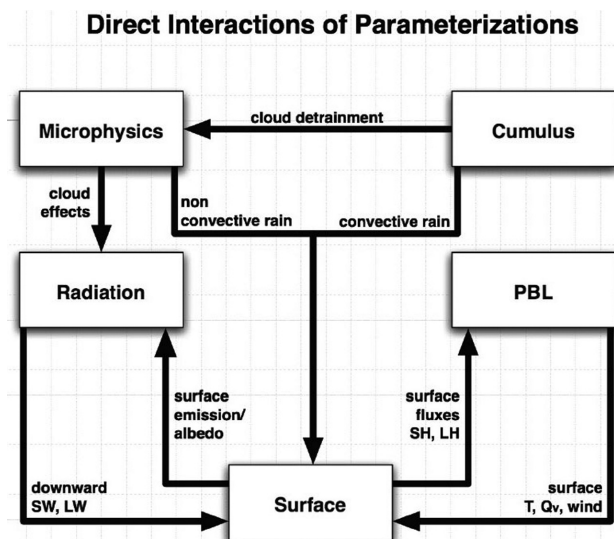 Direct Interactions of Parameterizations
Microphysics
cloud detrainment
Cumulus
cloud
effects
non
convective rain
convective rain
Radiation
PBL
surface
emission/
albedo
surface
fluxes
SH, LH
downward
SW, LW
Surface
surface
T, Qv, wind